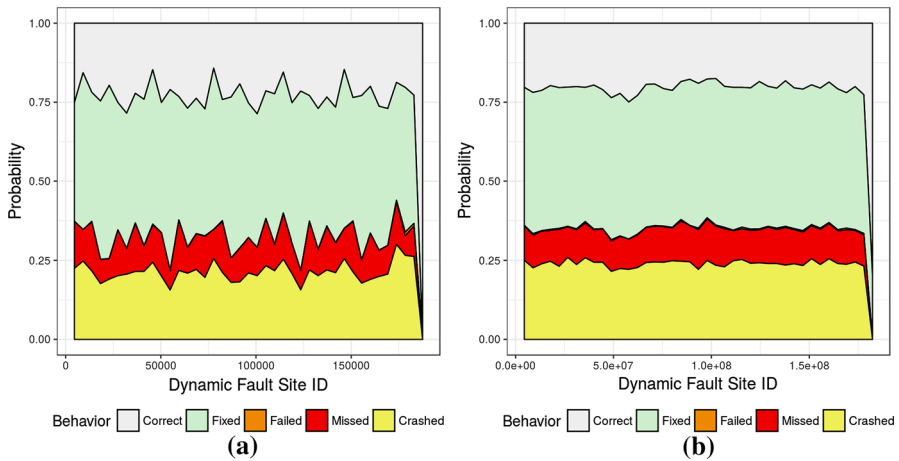 1.00
0.75
0.50
0.25
0.00
Probability
0 50000 100000 150000
Dynamic Fault Site ID
Behavior Correct Fixed Failed Missed Crashed
(a)
1.00
0.75
0.50
0.25
0.00
Probability
0.0e+00 5.0e+07 1.0e+08 1.5e+08
Dynamic Fault Site ID
Behavior Correct Fixed Failed Missed Crashed
(b)